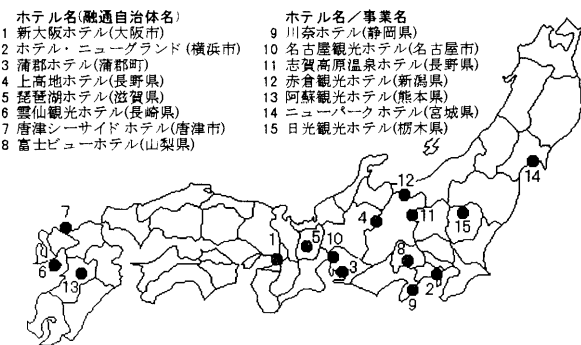 ホテル名(融通自治体名)
1 新大阪ホテル(大阪市)
2 ホテル・ニューグランド(横浜市)
3 蒲郡ホテル(蒲郡町)
4 上高地ホテル(長野県)
5 琵琶湖ホテル(滋賀県)
6 雲仙観光ホテル(長崎県)
7 唐津シーサイドホテル(唐津市)
8 富士ビューホテル(山梨県)
ホテル名/事業名
9 川奈ホテル(静岡県)
10 名古屋観光ホテル(名古屋市)
11 志賀高原温泉ホテル(長野県)
12 赤倉観光ホテル(新潟県)
13 阿蘇観光ホテル(熊本県)
14 ニューパークホテル(宮城県)
15 日光観光ホテル(栃木県)
14
12
7
4
11
15
1
5
10
8
6
13
3
2
9